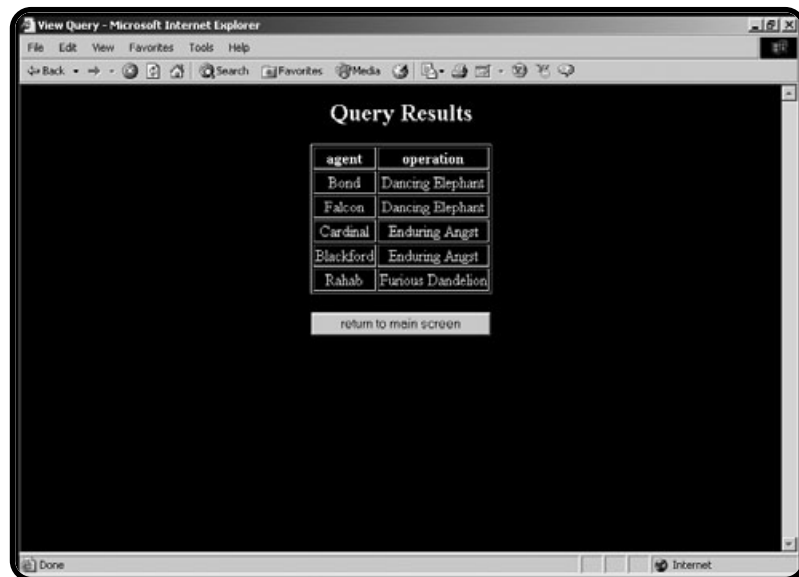 View Query - Microsoft Internet Explorer
File Edit View Favorites Tools Help
Back Search Favorites Media
Query Results
agent operation
Bond Dancing Elephant
Falcon Dancing Elephant
Cardinal Enduring Angst
Blackford Enduring Angst
Rahab Furious Dandelion
return to main screen
Done Internet